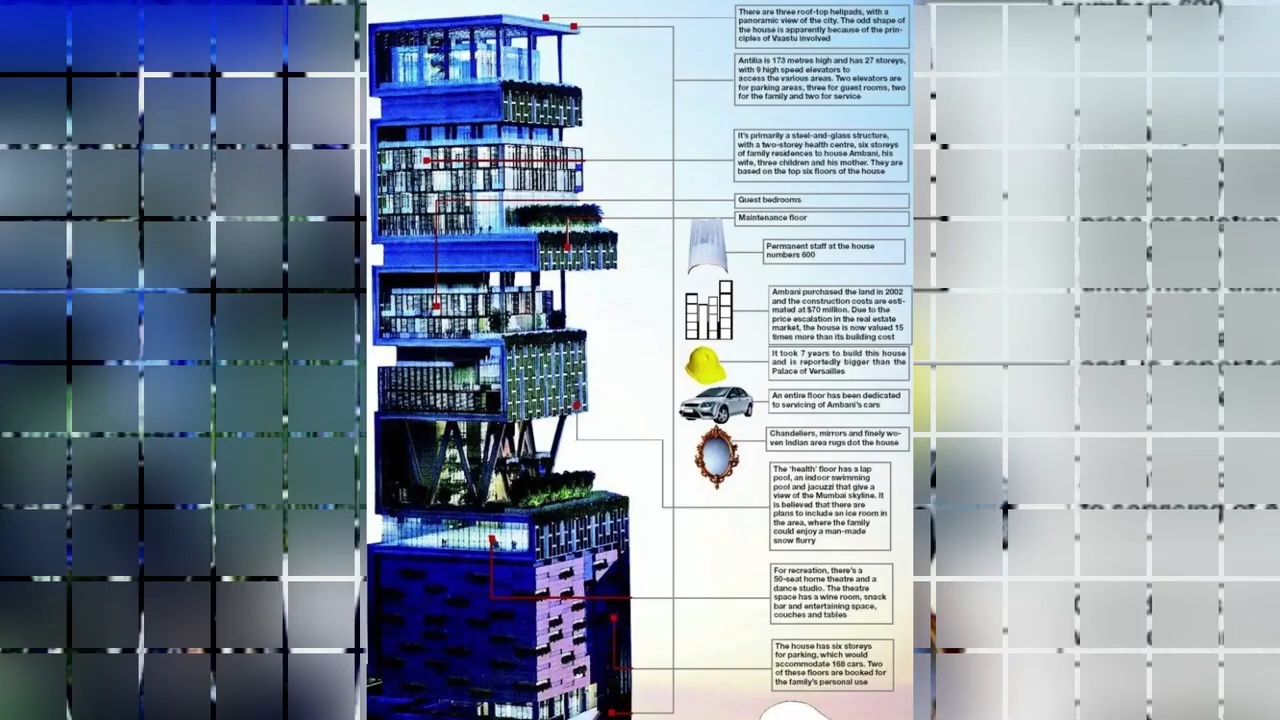 There are three roof-top helipads, with a
panoramic view of the city. The odd shape of
the house is apparently because of the prin-
ciples of Vaastu involved
Antilia is 173 metres high and has 27 storeys,
with 9 high speed elevators to
access the various areas. Two elevators are
for parking areas, three for guest rooms, two
for the family and two for service
It's primarily a steel-and-glass structure,
with a two-storey health centre, six storeys
of family residences to house Ambani, his
wife, three children and his mother. They are
based on the top six floors of the house
Guest bedrooms
Maintenance floor
Permanent staff at the house
numbers 600
Ambani purchased the land in 2002
and the construction costs are esti-
mated at $70 million. Due to the
price escalation in the real estate
market, the house is now valued 15
times more than its building cost
It took 7 years to build this house
and is reportedly bigger than the
Palace of Versailles
An entire floor has been dedicated
to servicing of Ambani's cars
Chandeliers, mirrors and finely wo-
ven Indian area rugs dot the house
The 'health' floor has a lap
pool, an indoor swimming
pool and jacuzzi that give a
view of the Mumbai skyline. It
is believed that there are
plans to include an ice room in
the area, where the family
could enjoy a man-made
snow flurry
For recreation, there's a
50-seat home theatre and a
dance studio. The theatre
space has a wine room, snack
bar and entertaining space,
couches and tables
The house has six storeys
for parking, which would
accommodate 168 cars. Two
of these floors are booked for
the family's personal use